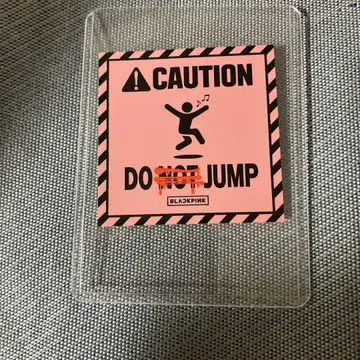 CAUTION
DO NOT JUMP
BLACKPINK